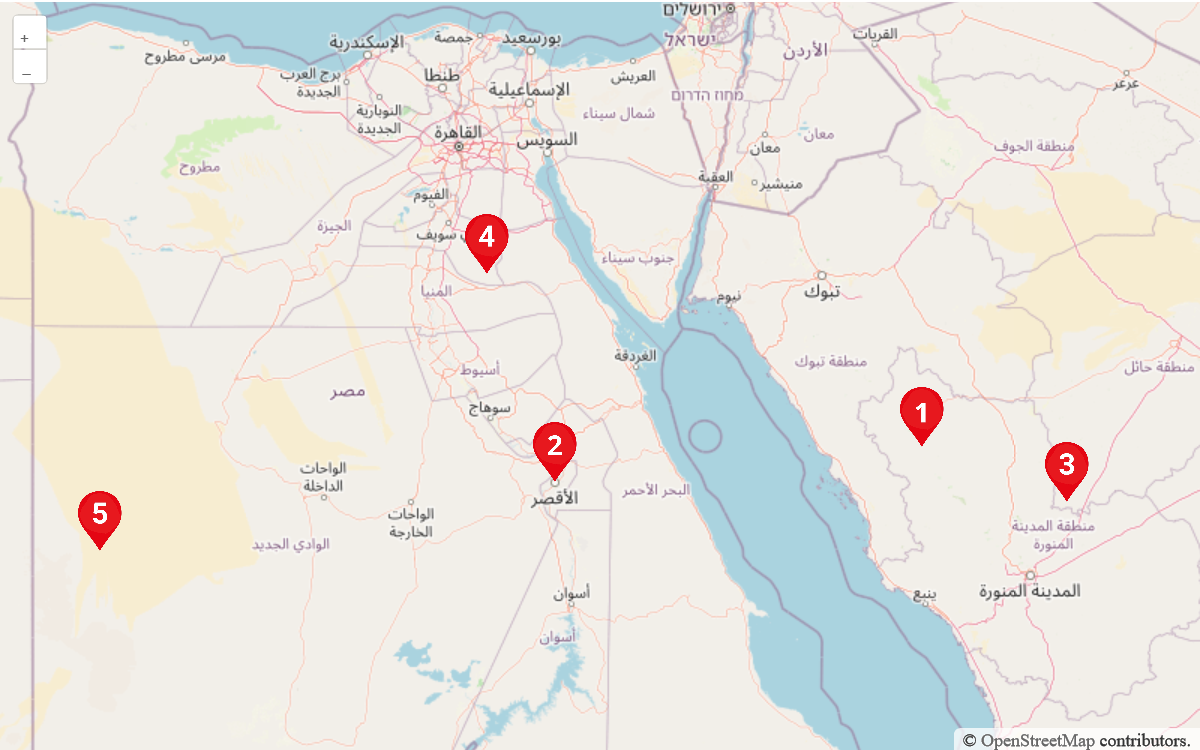 +
–
ירושלים
الإسكندرية
جمصة
بورسعيد
ישראל
القريات
الأردن
مرسى مطروح
برج العرب
الجديدة
طنطا
العريش
عرعر
الإسماعيلية
מחוז הדרום
النوبارية
الجديدة
شمال سيناء
القاهرة
السويس
معان
معان
منطقة الجوف
مطروح
العقبة
منيشير
الفيوم
الجيزة
سويف
4
جنوب سيناء
المنيا
تبوك
نيوم
الغردقة
منطقة تبوك
منطقة حائل
أسيوط
مصر
سوهاج
1
2
3
الواحات
الداخلة
الأقصر
البحر الأحمر
5
الواحات
الخارجة
منطقة المدينة
المنورة
الوادي الجديد
أسوان
ينبع
المدينة المنورة
أسوان
© OpenStreetMap contributors.